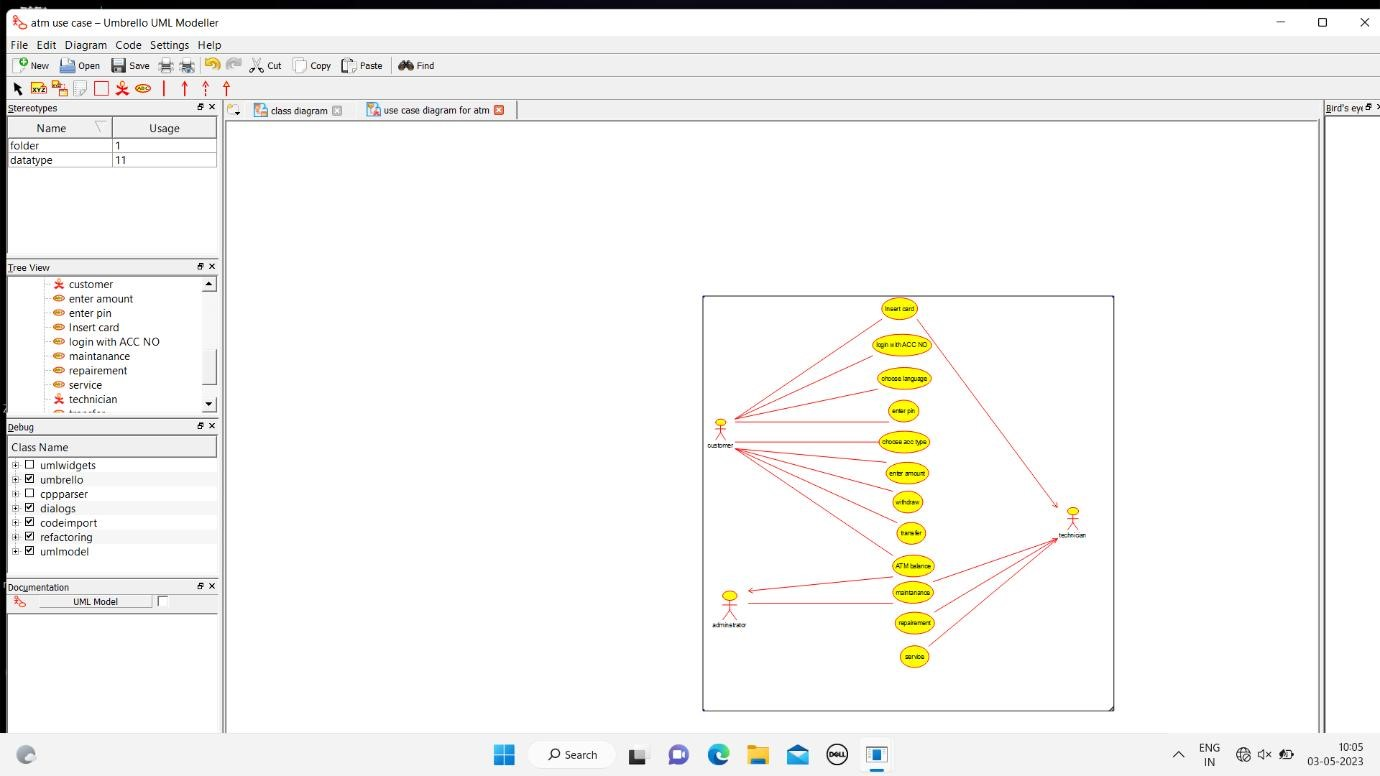 atm use case – Umbrello UML Modeller
File Edit Diagram Code Settings Help
New Open Save Cut Copy Paste Find
Stereotypes
Name Usage
folder 1
datatype 11
Tree View
customer
enter amount
enter pin
Insert card
login with ACC NO
maintanance
repairement
service
technician
Debug
Class Name
umlwidgets
umbrello
cppparser
dialogs
codeimport
refactoring
umlmodel
Documentation
UML Model
class diagram
use case diagram for atm
Insert card
login with ACC NO
choose language
enter pin
customer
choose acc type
enter amount
withdraw
transfer
technician
ATM balance
maintanance
adminstrator
repairement
service
Bird's eye
Search
DELL
ENG
IN
10:05
03-05-2023